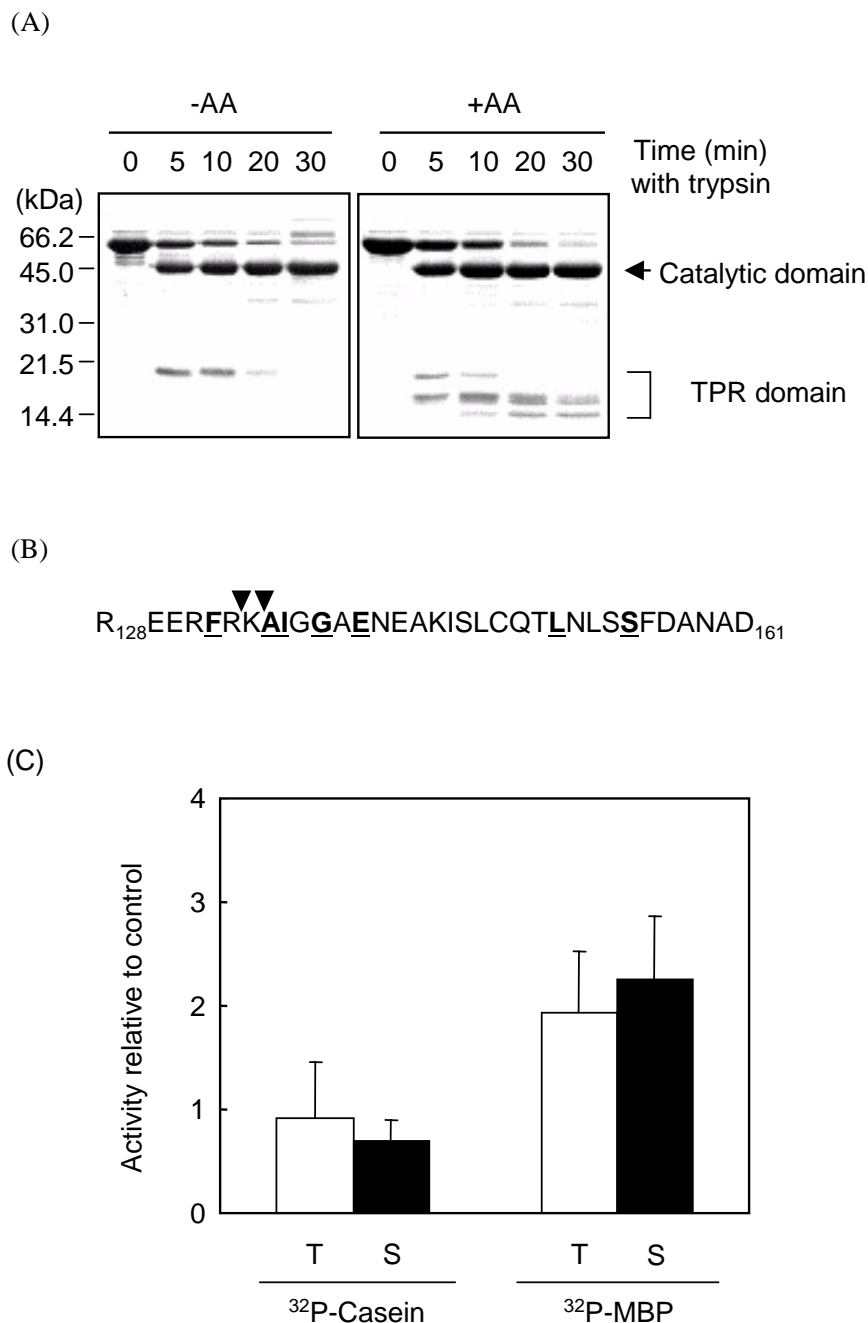 (A)
-AA +AA
0 5 10 20 30 0 5 10 20 30 Time (min) with trypsin
(kDa)
66.2
45.0 Catalytic domain
31.0
21.5
TPR domain
14.4
(B)
R128EERFRKAIGGAENEAKISLCQTLNLSSFDANAD161
(C)
Activity relative to control
4
3
2
1
0
T S T S
32P-Casein 32P-MBP